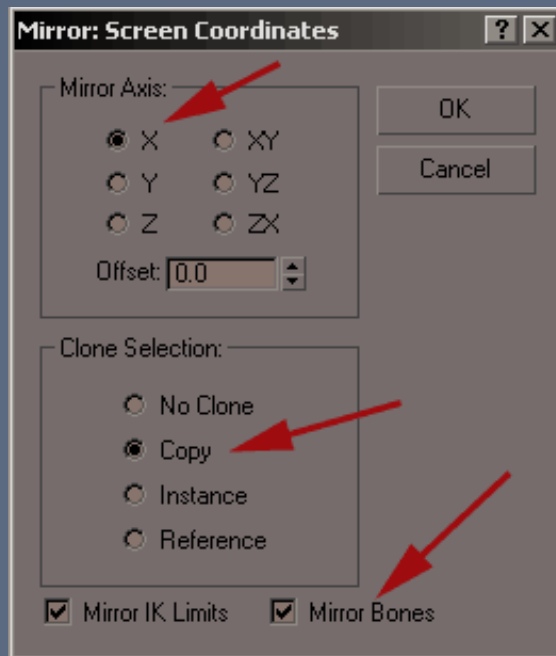 Mirror: Screen Coordinates
Mirror Axis:
X
XY
Y
YZ
Z
ZX
Offset: 0.0
OK
Cancel
Clone Selection:
No Clone
Copy
Instance
Reference
Mirror IK Limits
Mirror Bones